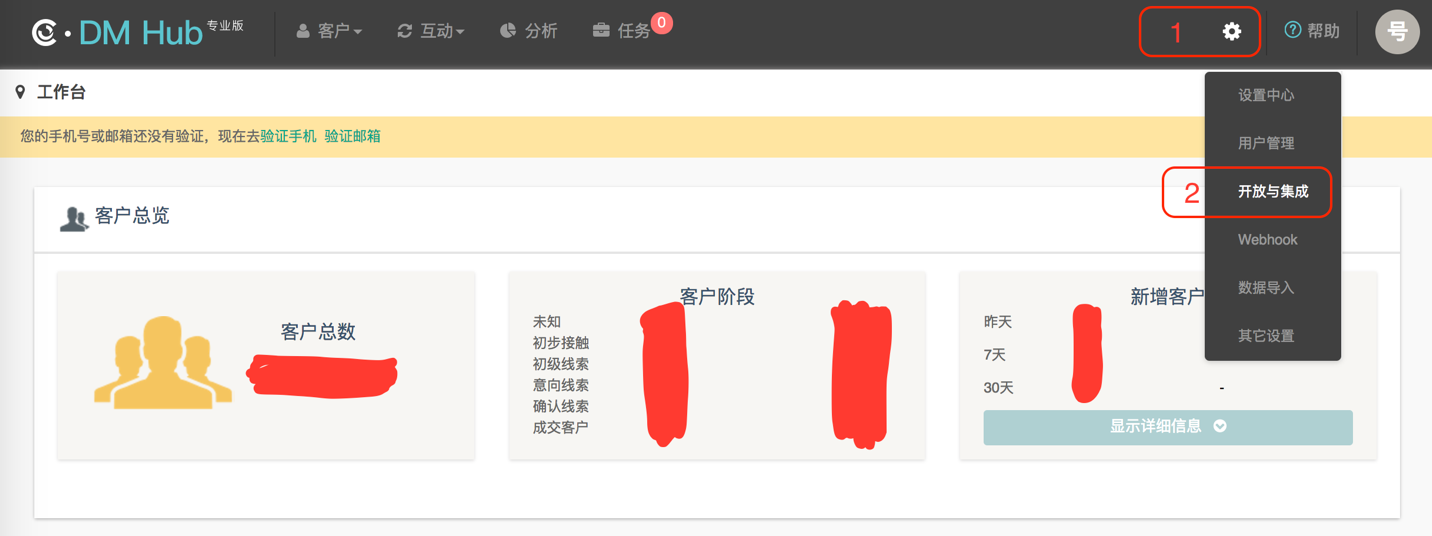 DM Hub 专业版 客户 互动 分析 任务 0 1 帮助 号
工作台
您的手机号或邮箱还没有验证，现在去验证手机 验证邮箱
设置中心
用户管理
2 开放与集成
Webhook
数据导入
其它设置
客户总览
客户总数
客户阶段
未知
初步接触
初级线索
意向线索
确认线索
成交客户
新增客户
昨天
7天
30天 -
显示详细信息